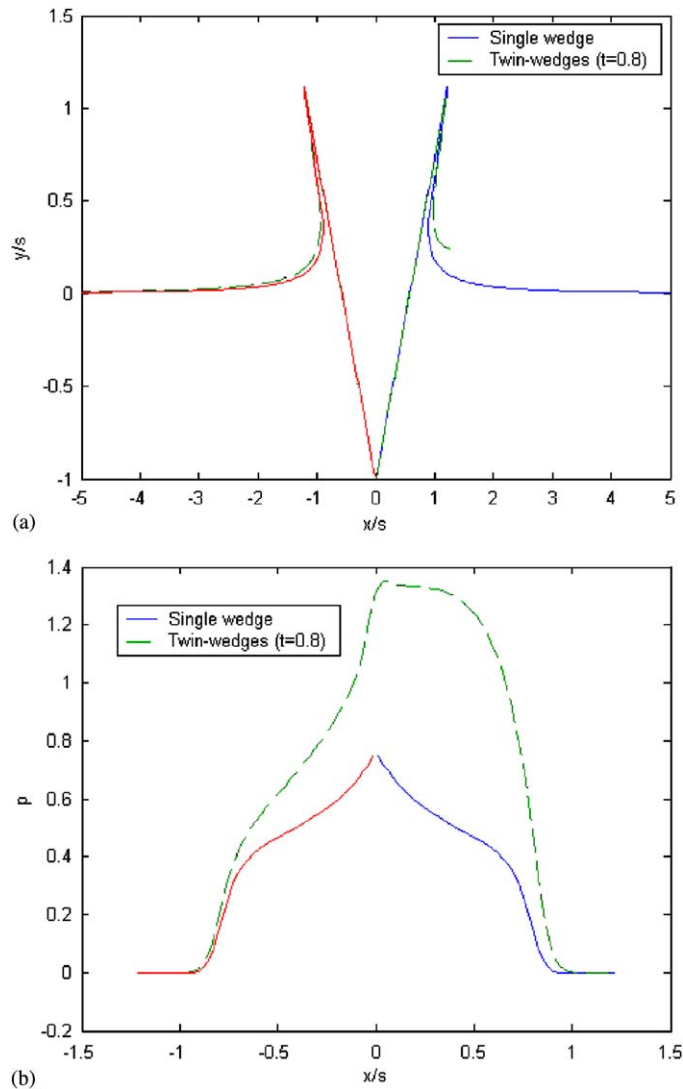 1.5
Single wedge
Twin-wedges (t=0.8)
1
0.5
y/s
0
-0.5
-1
-5 -4 -3 -2 -1 0 1 2 3 4 5
(a)
x/s
1.4
Single wedge
Twin-wedges (t=0.8)
1.2
1
0.8
p
0.6
0.4
0.2
0
-0.2
-1.5 -1 -0.5 0 0.5 1 1.5
(b)
x/s